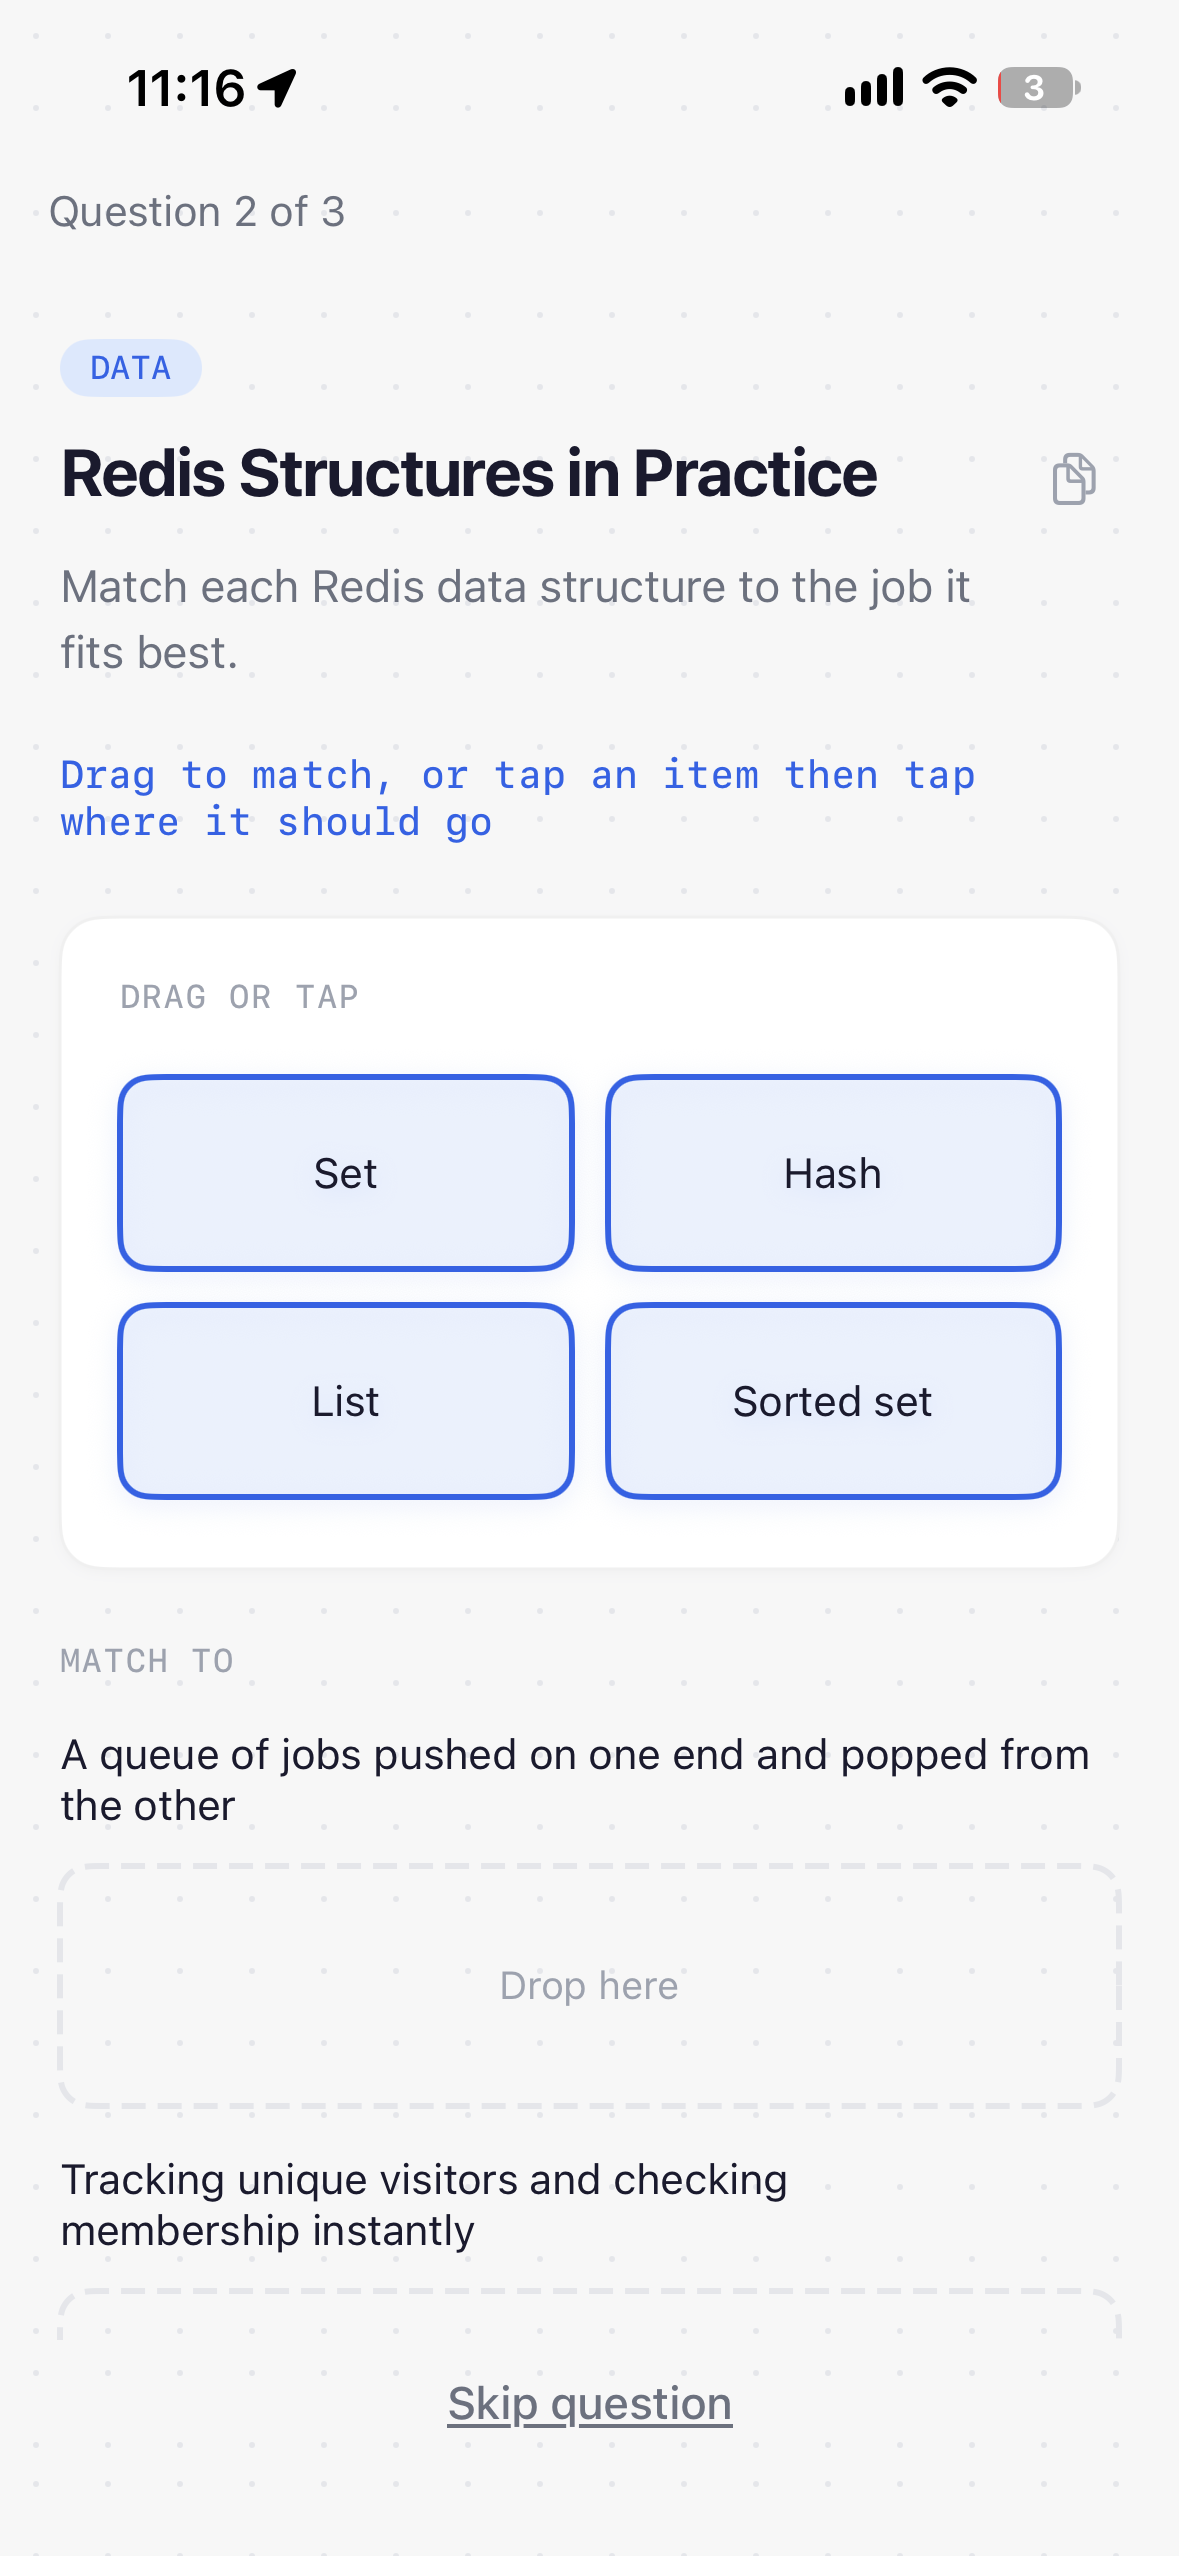 11:16
3
Question 2 of 3
DATA
Redis Structures in Practice
Match each Redis data structure to the job it
fits best.
Drag to match, or tap an item then tap
where it should go
DRAG OR TAP
Set
Hash
List
Sorted set
MATCH TO
A queue of jobs pushed on one end and popped from
the other
Drop here
Tracking unique visitors and checking
membership instantly
Skip question